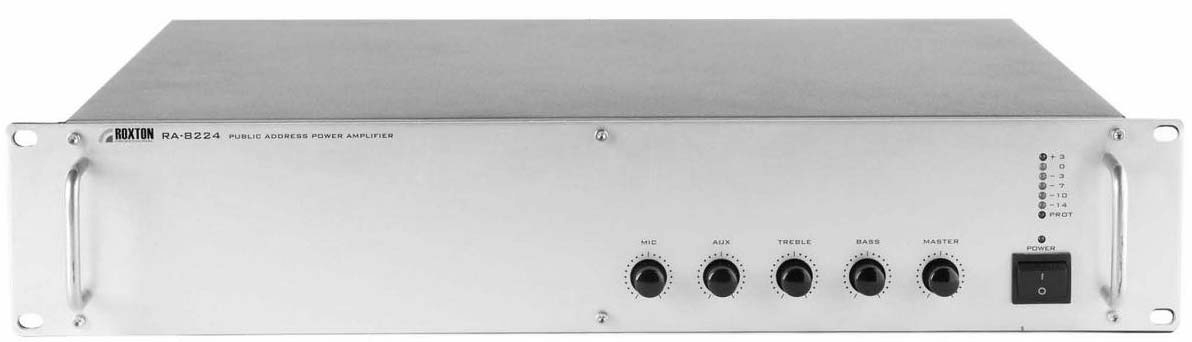 ROXTON RA-8224 PUBLIC ADDRESS POWER AMPLIFIER
PROFESSIONAL
+3
0
-3
-7
-10
-14
PROT
POWER
MIC AUX TREBLE BASS MASTER
I
O